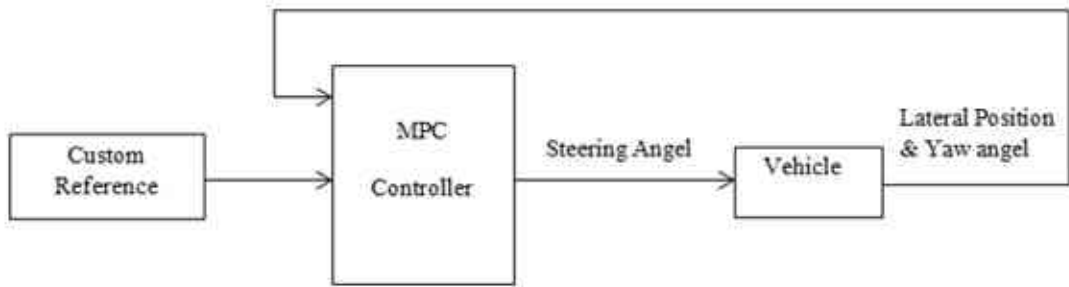 Custom
Reference
MPC
Controller
Steering Angel
Vehicle
Lateral Position
& Yaw angel